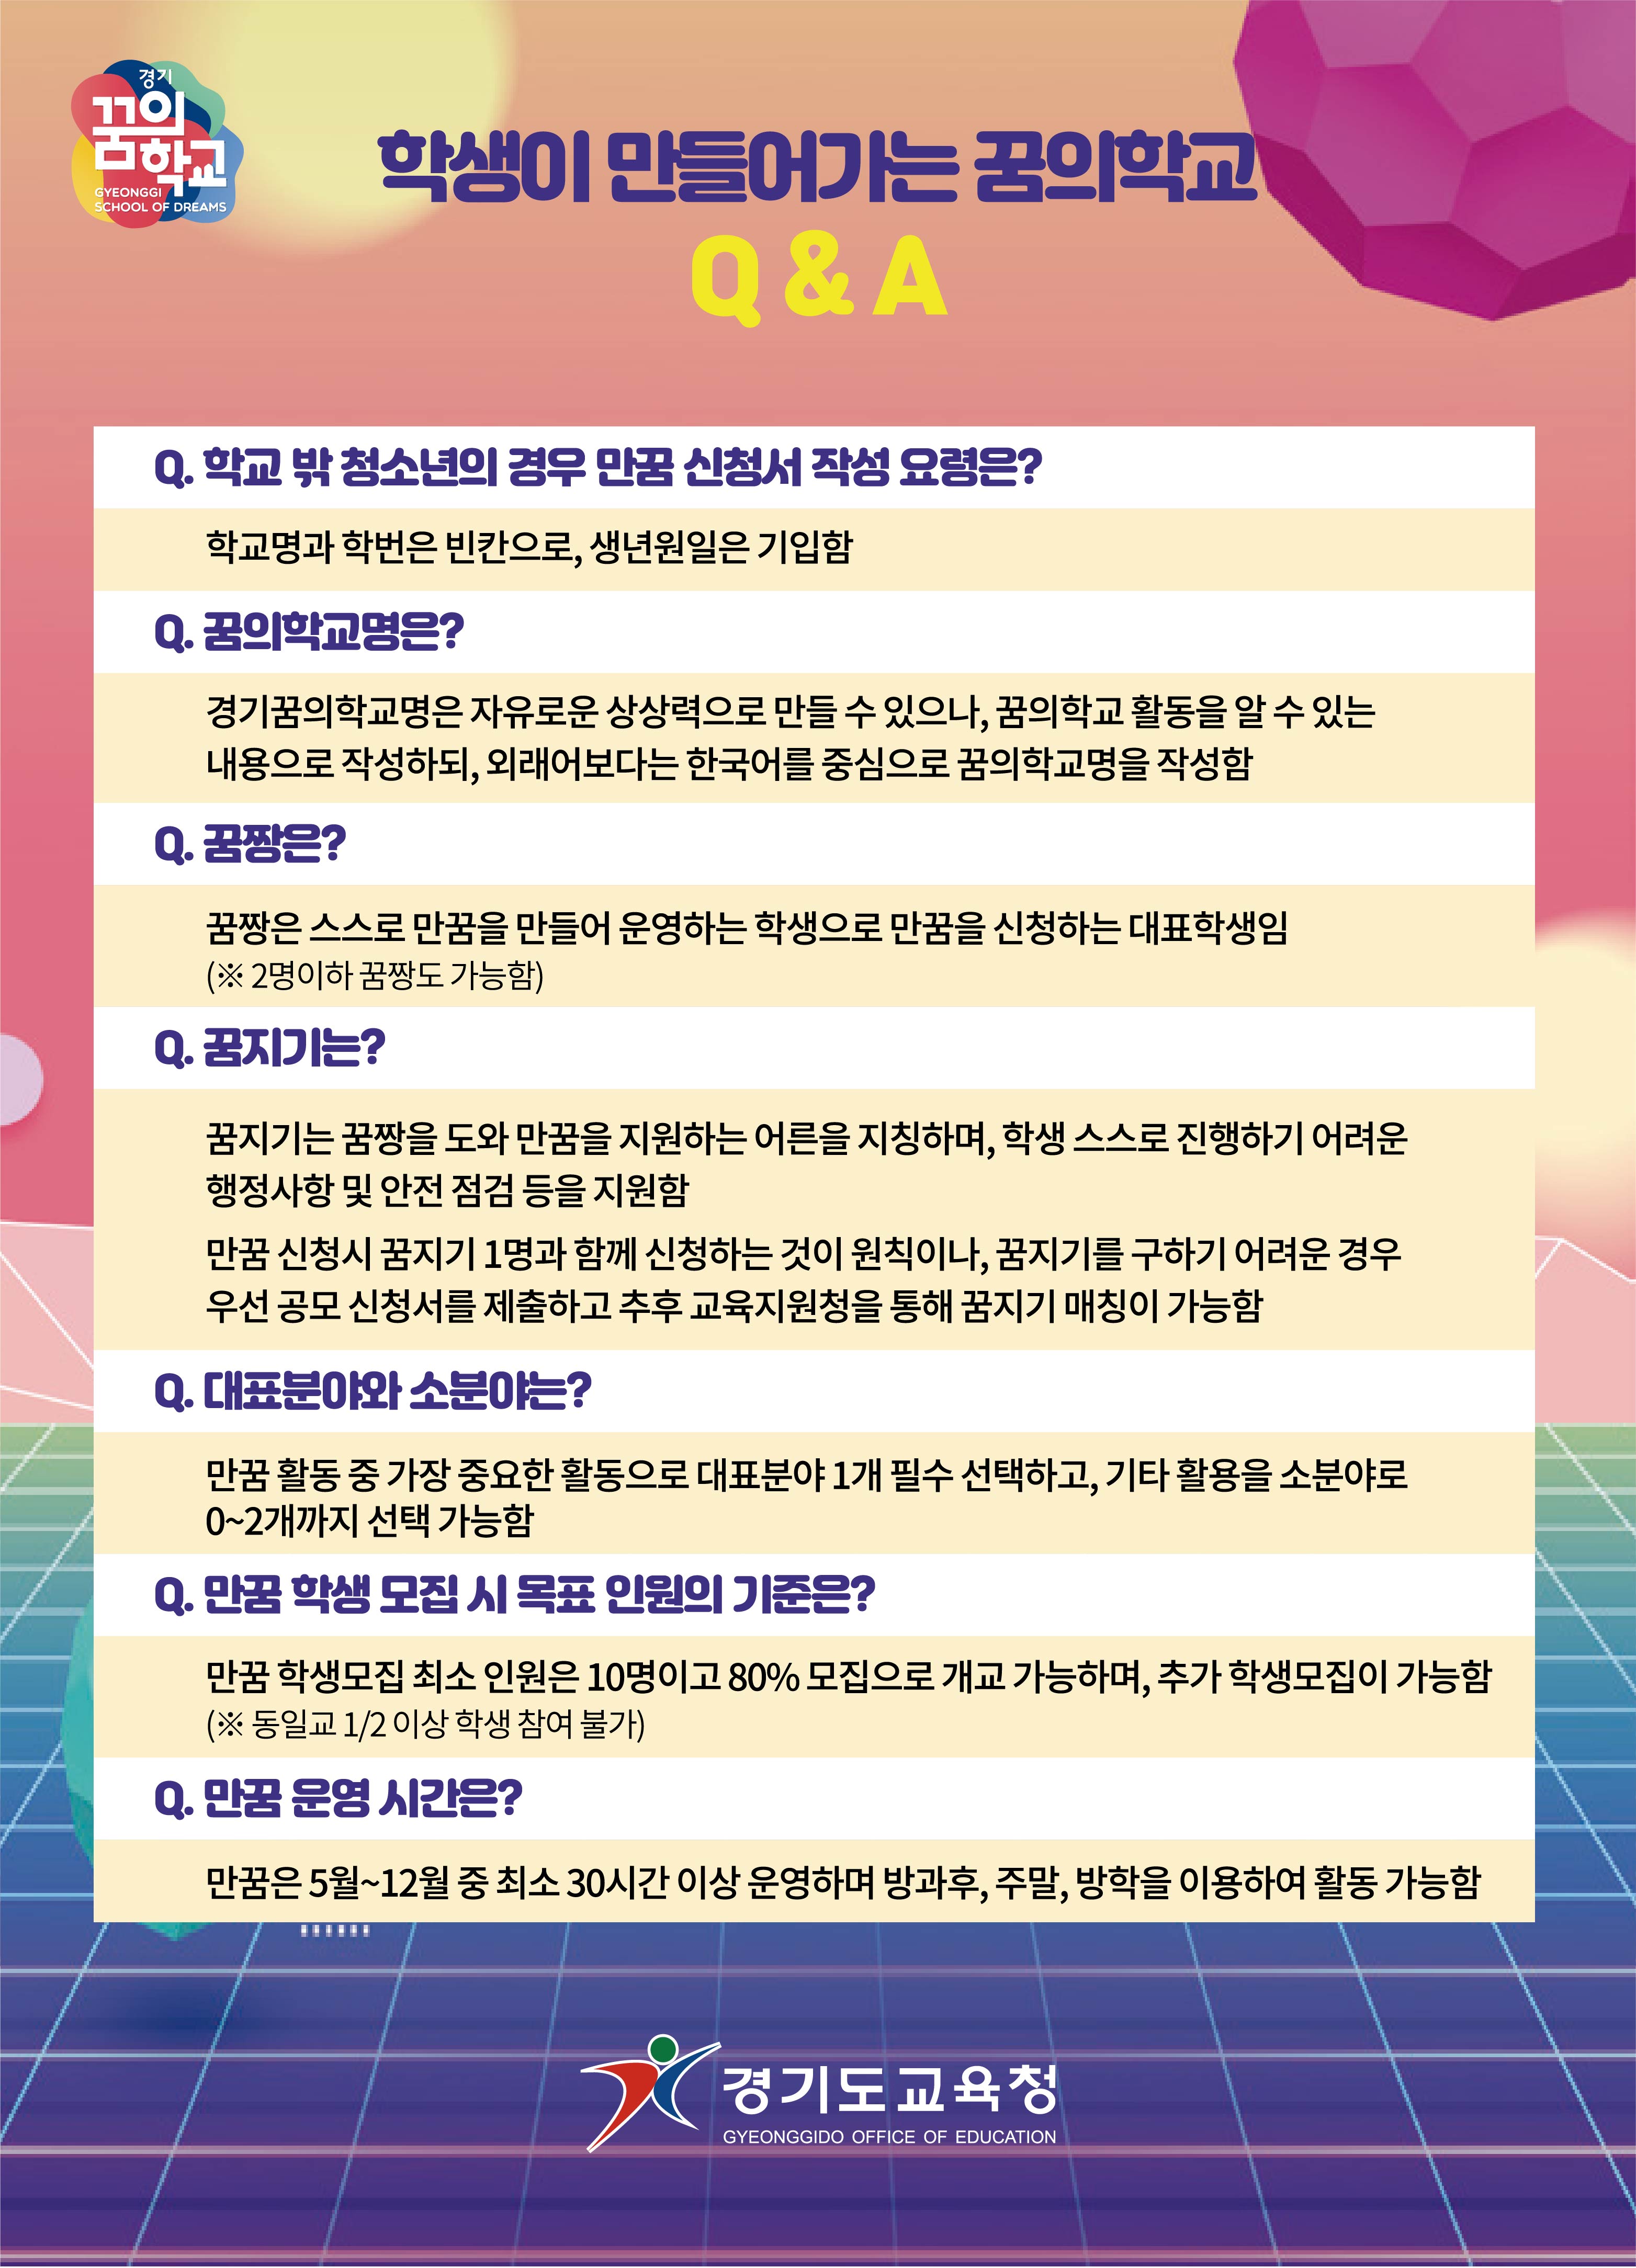 경기
꿈의
학교
GYEONGGI
SCHOOL OF DREAMS
학생이 만들어가는 꿈의학교
Q & A
Q. 학교 밖 청소년의 경우 만꿈 신청서 작성 요령은?
학교명과 학번은 빈칸으로, 생년원일은 기입함
Q. 꿈의학교명은?
경기꿈의학교명은 자유로운 상상력으로 만들 수 있으나, 꿈의학교 활동을 알 수 있는
내용으로 작성하되, 외래어보다는 한국어를 중심으로 꿈의학교명을 작성함
Q. 꿈짱은?
꿈짱은 스스로 만꿈을 만들어 운영하는 학생으로 만꿈을 신청하는 대표학생임
(※ 2명이하 꿈짱도 가능함)
Q. 꿈지기는?
꿈지기는 꿈짱을 도와 만꿈을 지원하는 어른을 지칭하며, 학생 스스로 진행하기 어려운
행정사항 및 안전 점검 등을 지원함
만꿈 신청시 꿈지기 1명과 함께 신청하는 것이 원칙이나, 꿈지기를 구하기 어려운 경우
우선 공모 신청서를 제출하고 추후 교육지원청을 통해 꿈지기 매칭이 가능함
Q. 대표분야와 소분야는?
만꿈 활동 중 가장 중요한 활동으로 대표분야 1개 필수 선택하고, 기타 활용을 소분야로
0~2개까지 선택 가능함
Q. 만꿈 학생 모집 시 목표 인원의 기준은?
만꿈 학생모집 최소 인원은 10명이고 80% 모집으로 개교 가능하며, 추가 학생모집이 가능함
(※ 동일교 1/2 이상 학생 참여 불가)
Q. 만꿈 운영 시간은?
만꿈은 5월~12월 중 최소 30시간 이상 운영하며 방과후, 주말, 방학을 이용하여 활동 가능함
경기도교육청
GYEONGGIDO OFFICE OF EDUCATION